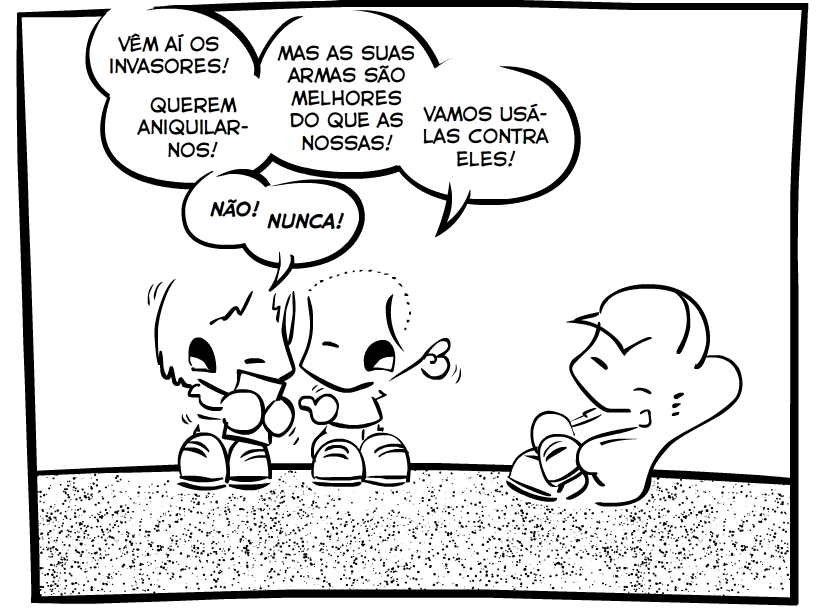 VÊM AÍ OS
INVASORES!
QUEREM
ANIQUILAR-
NOS!
MAS AS SUAS
ARMAS SÃO
MELHORES
DO QUE AS
NOSSAS!
VAMOS USÁ-
LAS CONTRA
ELES!
NÃO!
NUNCA!